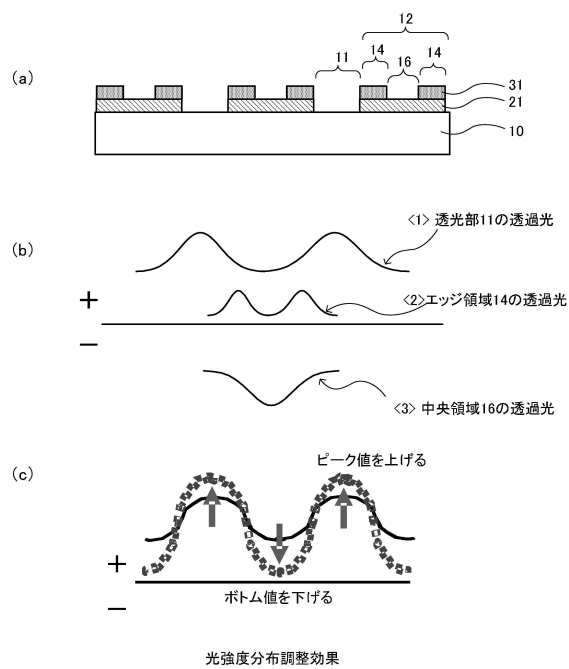 12
11
14
16
14
(a)
31
21
10
〈1〉 透光部11の透過光
(b)
+
〈2〉エッジ領域14の透過光
−
〈3〉 中央領域16の透過光
(c)
ピーク値を上げる
+
ボトム値を下げる
−
光強度分布調整効果